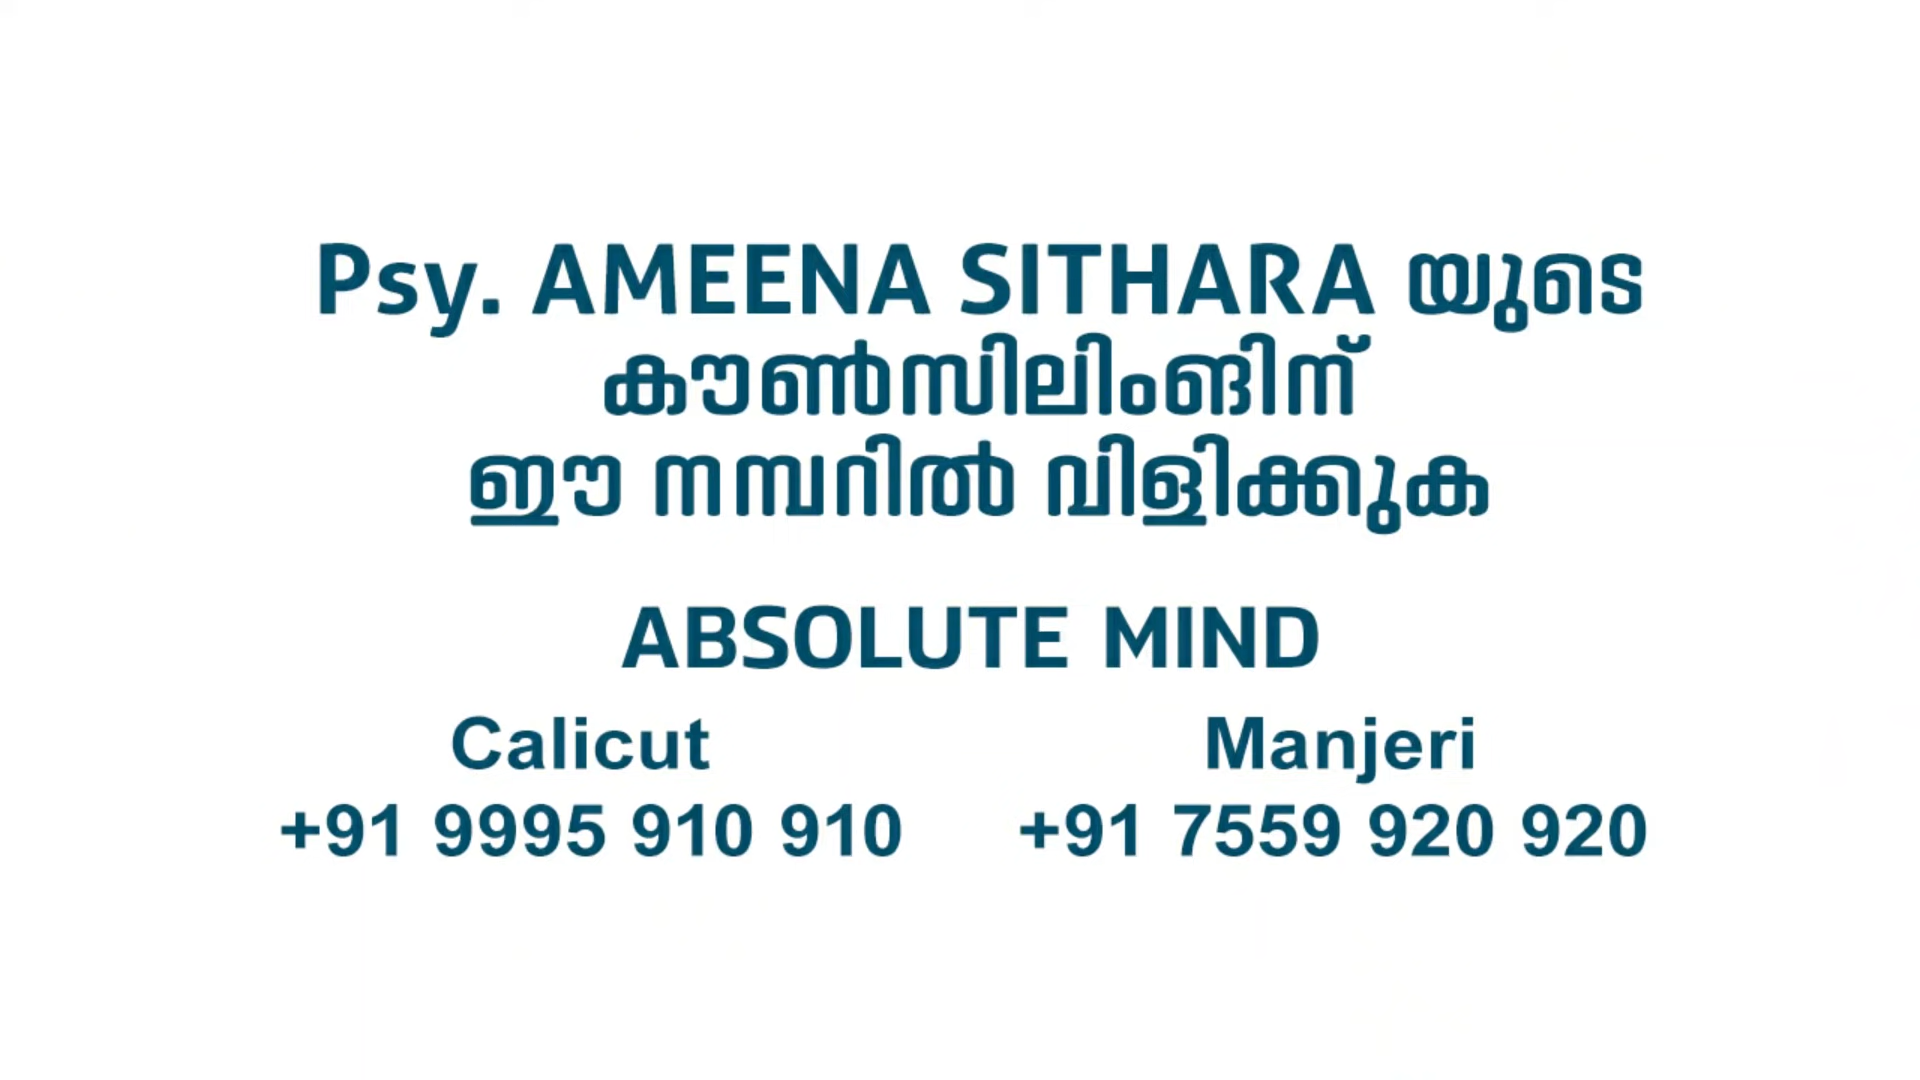 Psy. AMEENA SITHARA യുടെ
കൗൺസിലിംങിന്
ഈ നമ്പറിൽ വിളിക്കുക
ABSOLUTE MIND
Calicut Manjeri
+91 9995 910 910 +91 7559 920 920